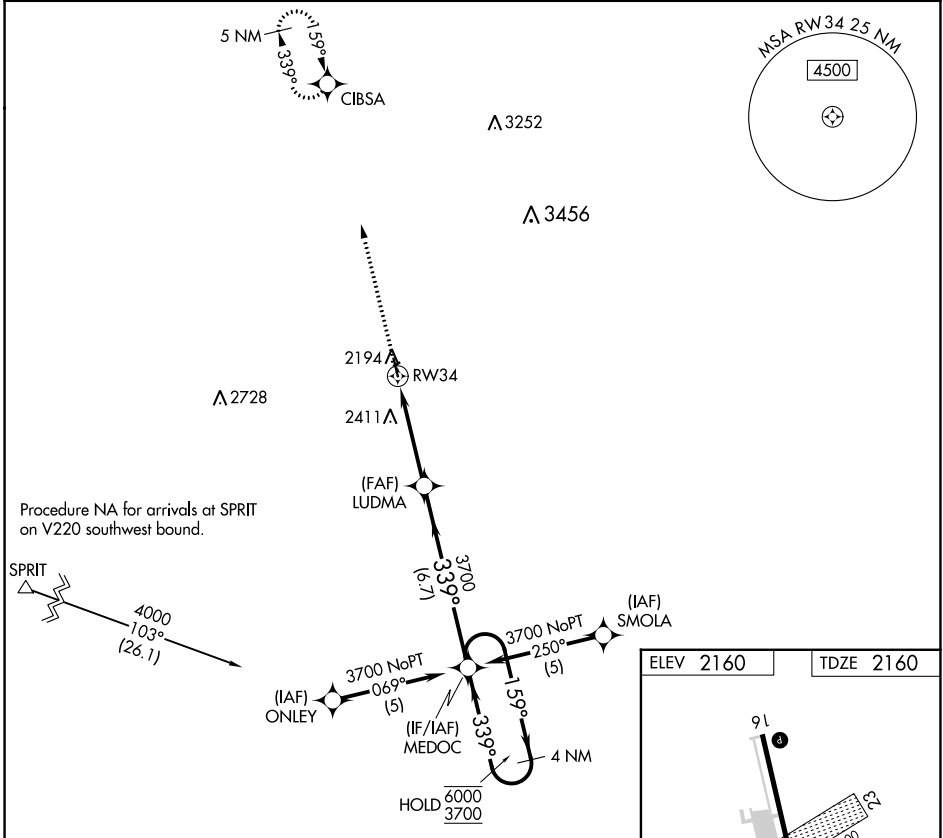 5 NM
159°
339°
CIBSA
MSA RW34 25 NM
4500
3252
3456
2194
RW34
2411
2728
(FAF)
LUDMA
Procedure NA for arrivals at SPRIT
on V220 southwest bound.
SPRIT
4000
103°
(26.1)
3700
339°
(6.7)
(IAF)
SMOLA
3700 NoPT
250°
(5)
3700 NoPT
069°
(5)
(IAF)
ONLEY
(IF/IAF)
MEDOC
159°
339°
4 NM
HOLD 6000
3700
ELEV 2160
TDZE 2160
16
P
23